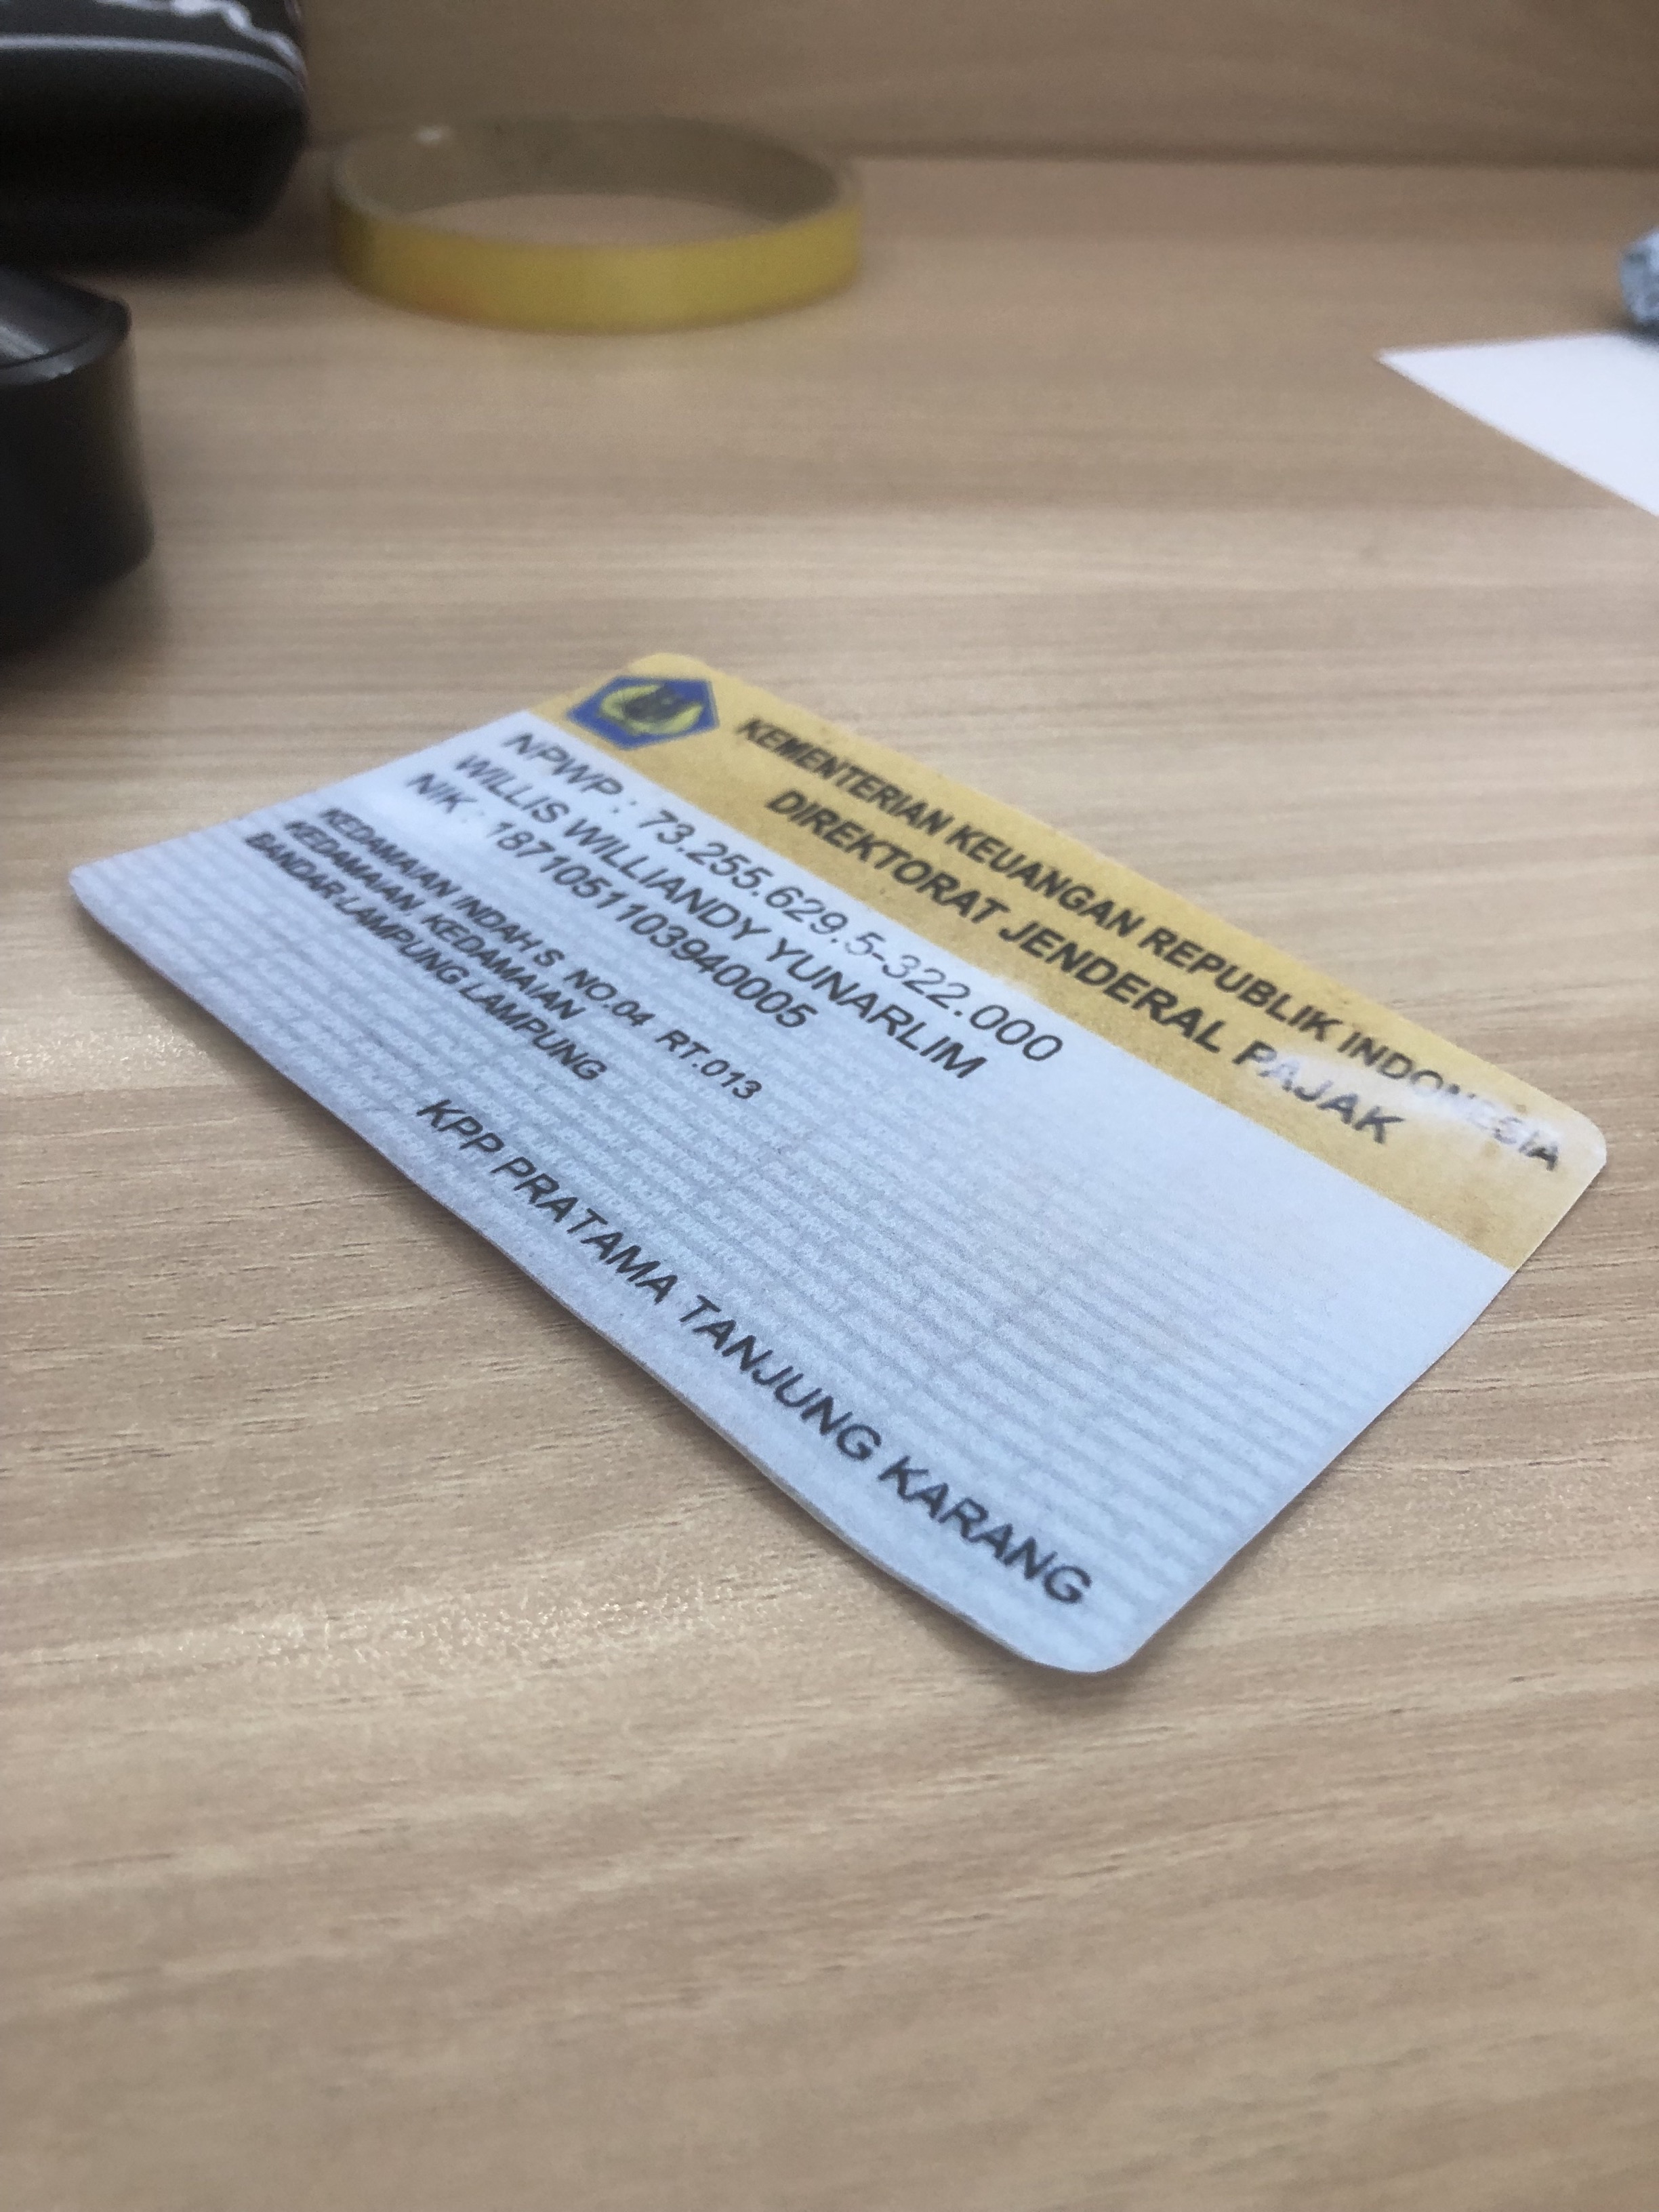 KEMENTERIAN KEUANGAN REPUBLIK INDONESIA
DIREKTORAT JENDERAL PAJAK
NPWP : 73.255.629.5-322.000
WILLIS WILLIANDY YUNARLIM
NIK : 1871051103940005
KEDAMAIAN INDAH S NO.04 RT.013
KEDAMAIAN, KEDAMAIAN
BANDAR LAMPUNG LAMPUNG
KPP PRATAMA TANJUNG KARANG